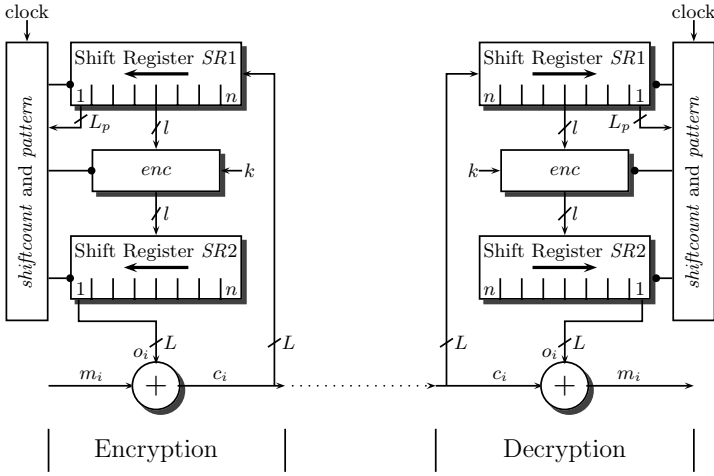 clock
Shift Register SR1
1
n
L_p
l
shiftcount and pattern
enc
k
l
Shift Register SR2
1
n
o_i
L
L
m_i
+
c_i
Encryption
clock
Shift Register SR1
n
1
L_p
l
shiftcount and pattern
k
enc
l
Shift Register SR2
n
1
o_i
L
L
c_i
+
m_i
Decryption